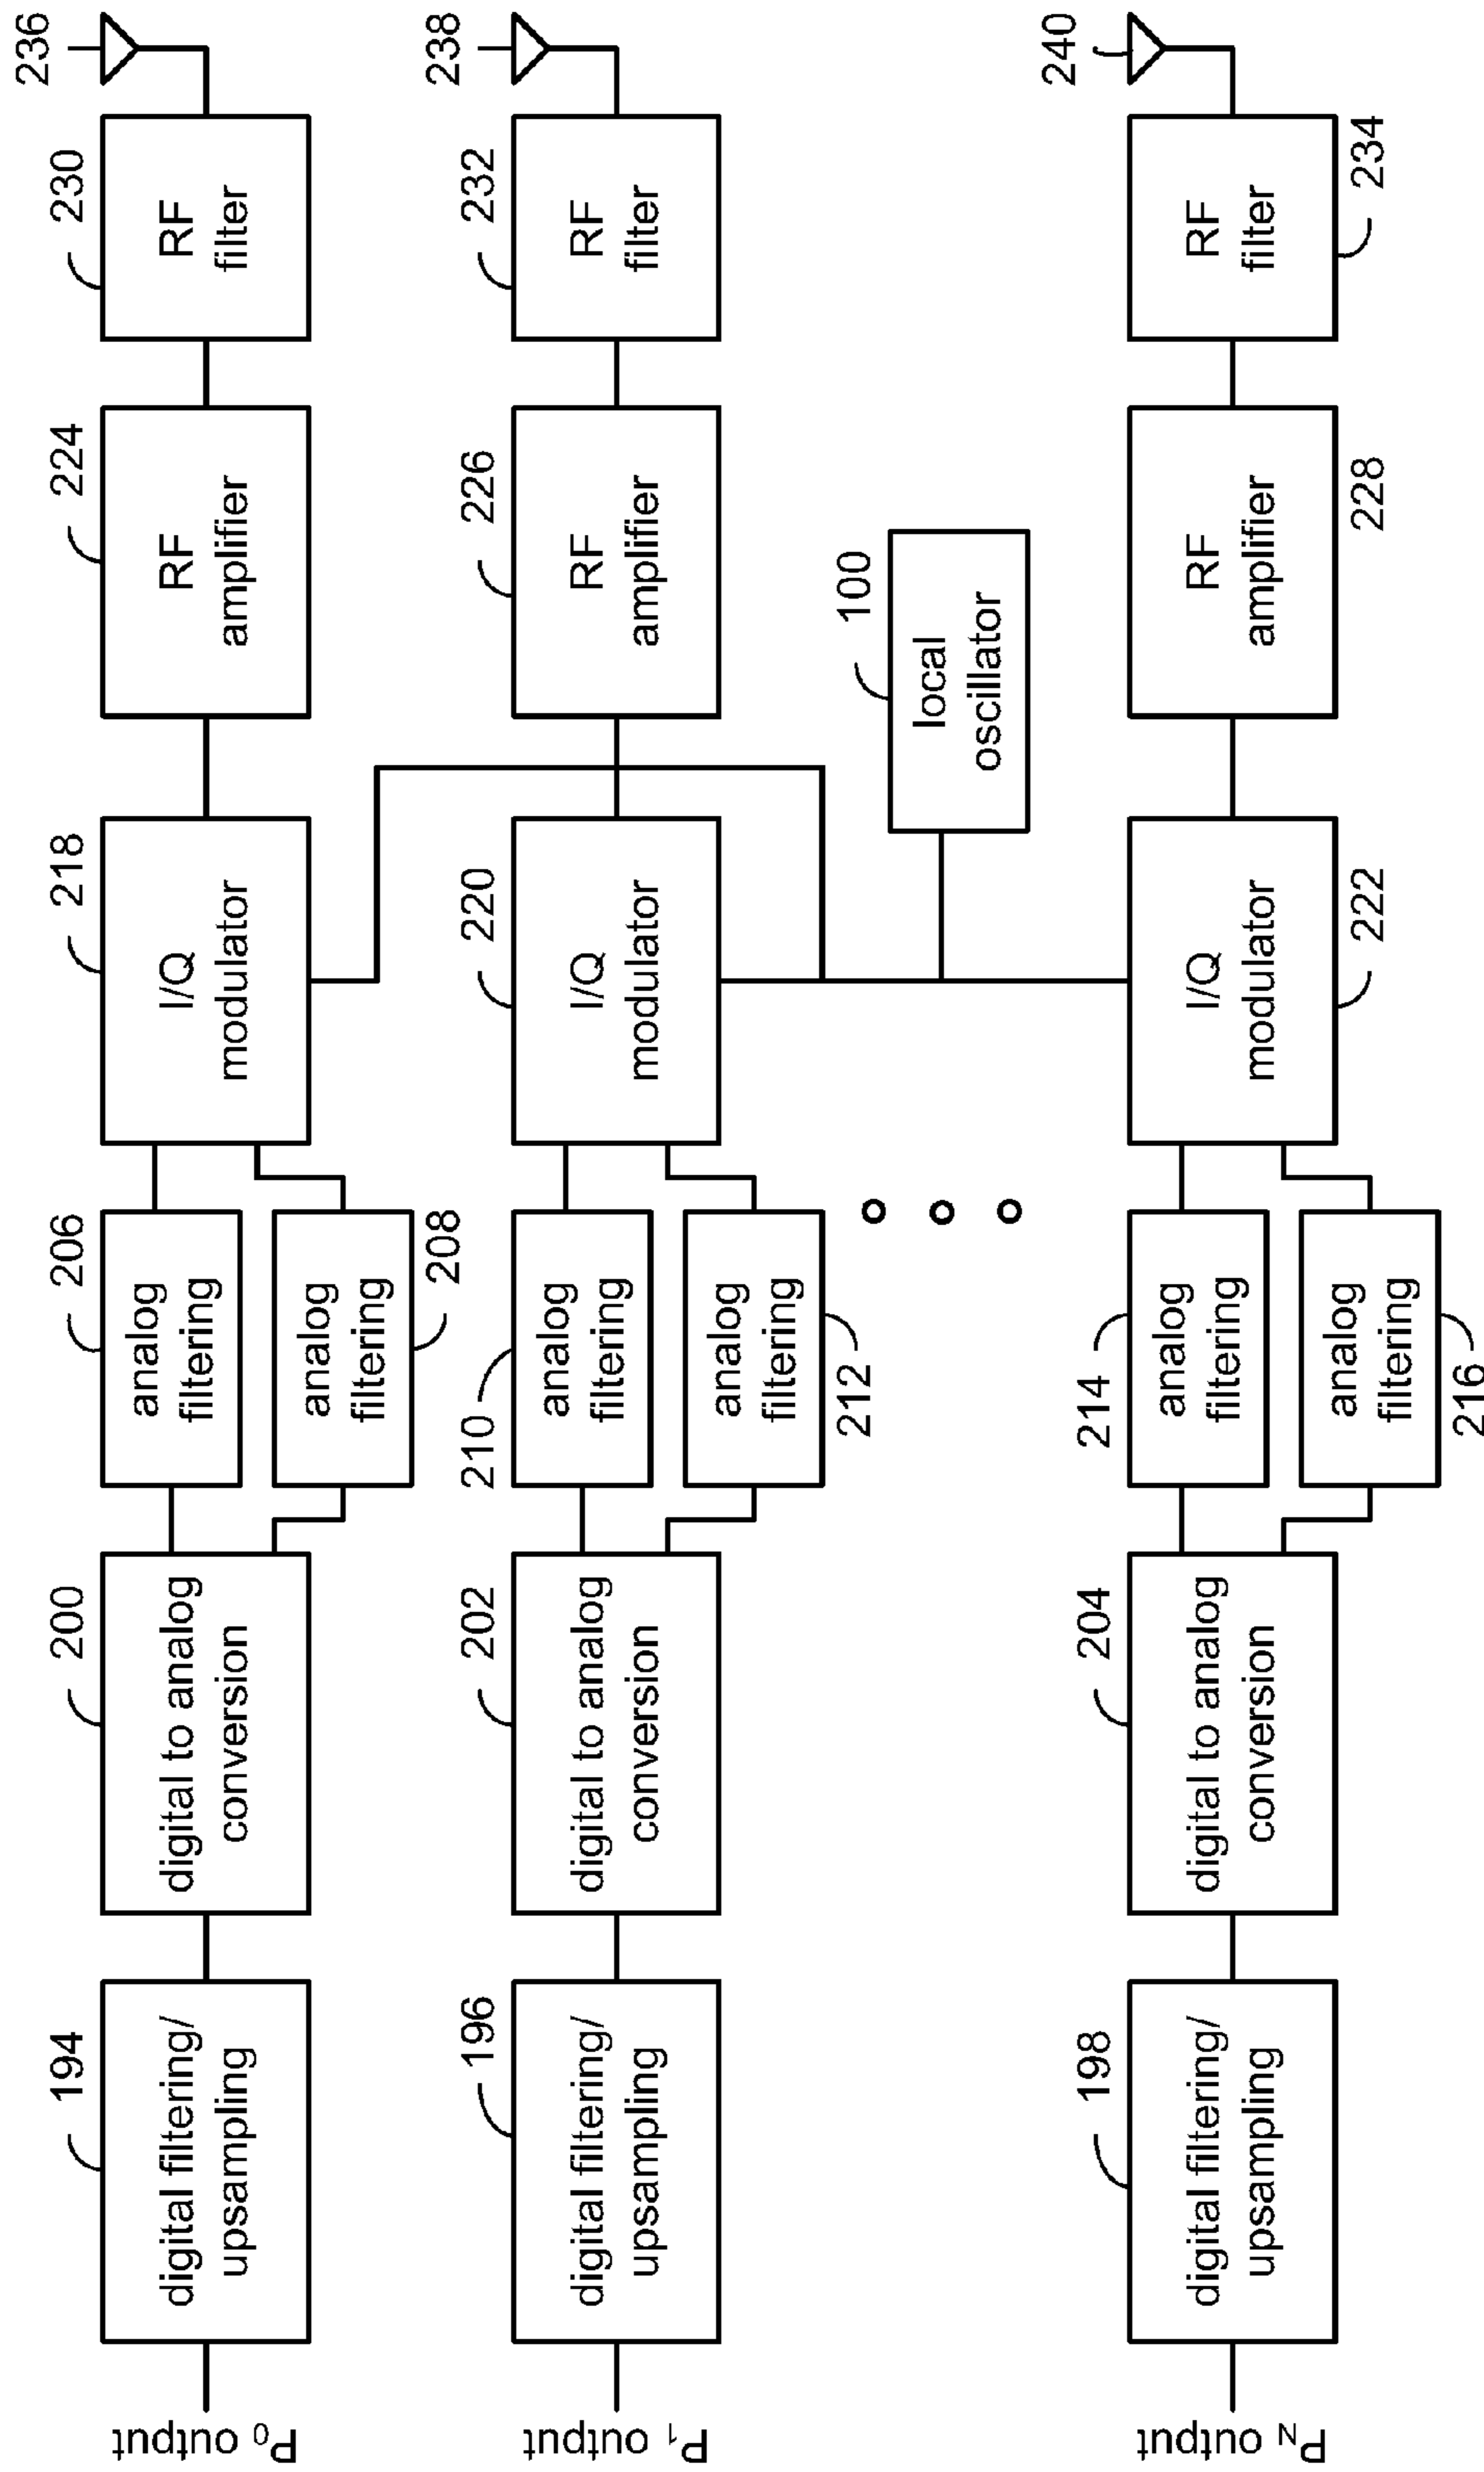 236
238
240
230
RF
filter
232
RF
filter
RF
filter
234
224
RF
amplifier
226
RF
amplifier
RF
amplifier
228
100
local
oscillator
218
I/Q
modulator
220
I/Q
modulator
I/Q
modulator
222
206
analog
filtering
analog
filtering
208
210
analog
filtering
analog
filtering
212
214
analog
filtering
analog
filtering
216
200
digital to analog
conversion
202
digital to analog
conversion
204
digital to analog
conversion
194
digital filtering/
upsampling
196
digital filtering/
upsampling
198
digital filtering/
upsampling
P0 output
P1 output
PN output